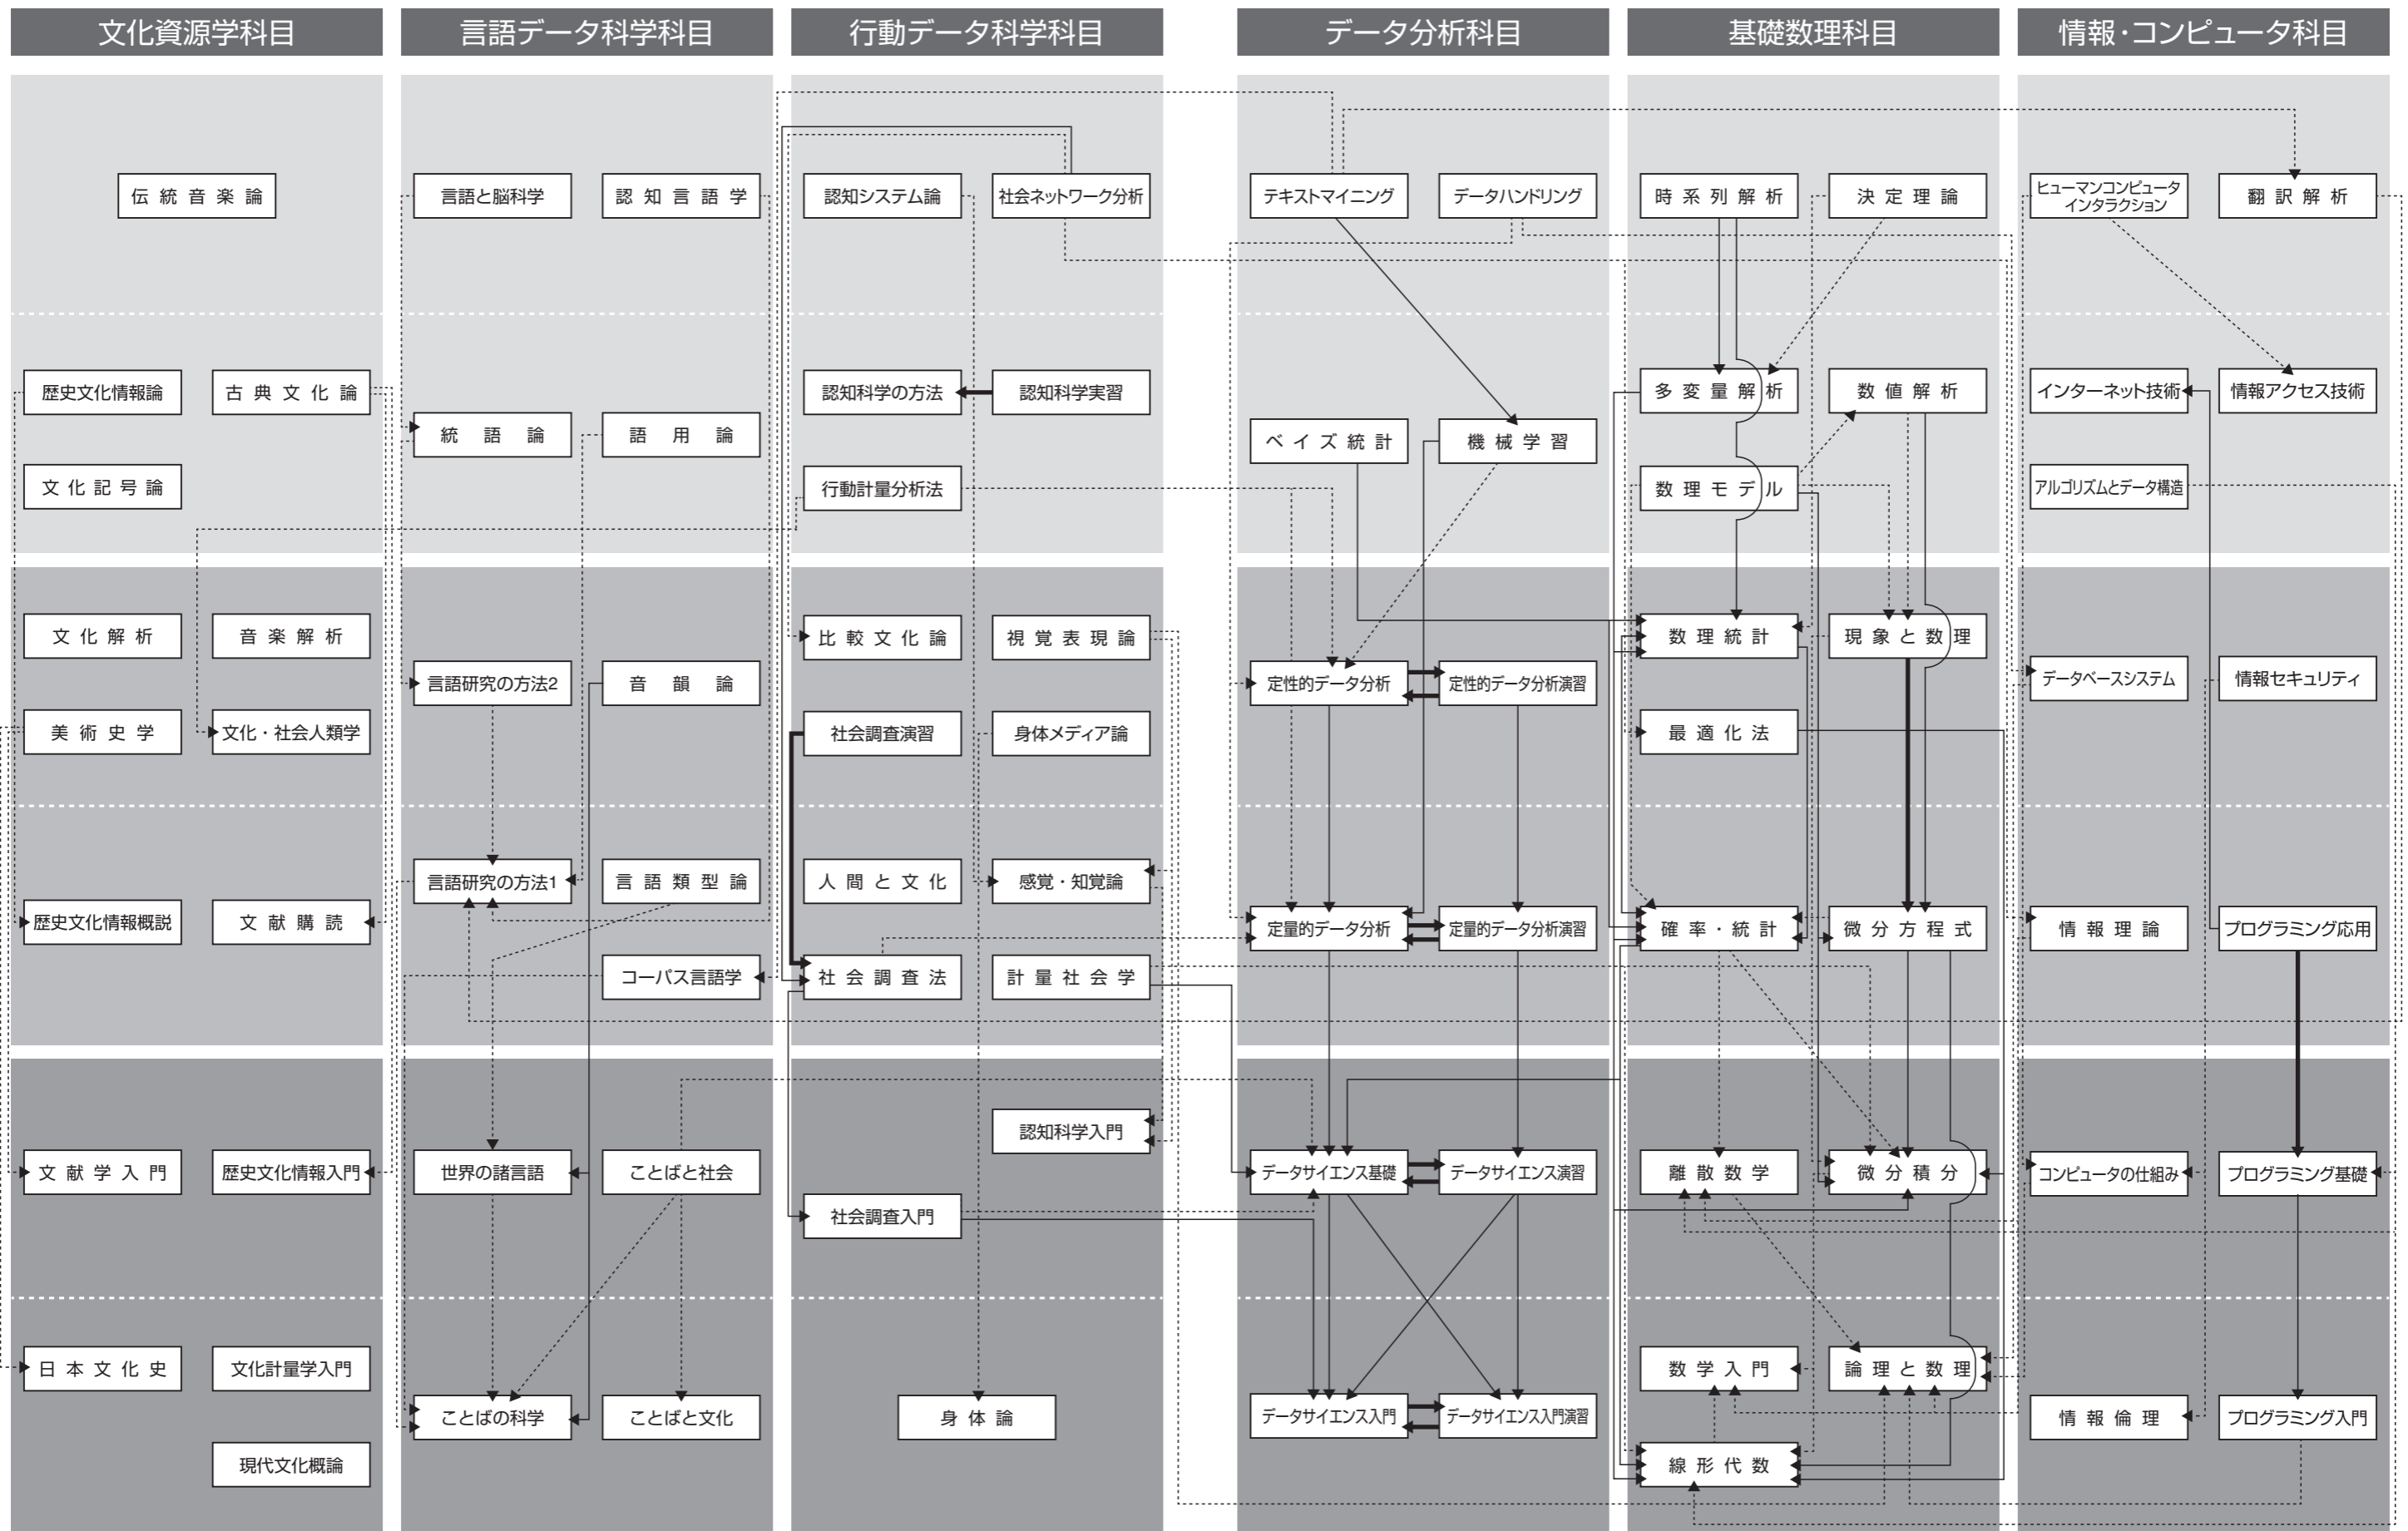 文化資源学科目
言語データ科学科目
行動データ科学科目
データ分析科目
基礎数理科目
情報・コンピュータ科目
伝統音楽論
言語と脳科学
認知言語学
認知システム論
社会ネットワーク分析
テキストマイニング
データハンドリング
時系列解析
決定理論
ヒューマンコンピュータ
インタラクション
翻訳解析
歴史文化情報論
古典文化論
文化記号論
統語論
語用論
認知科学の方法
認知科学実習
行動計量分析法
ベイズ統計
機械学習
多変量解析
数値解析
数理モデル
インターネット技術
情報アクセス技術
アルゴリズムとデータ構造
文化解析
音楽解析
美術史学
文化・社会人類学
言語研究の方法2
音韻論
比較文化論
視覚表現論
社会調査演習
身体メディア論
定性的データ分析
定性的データ分析演習
数理統計
現象と数理
最適化法
データベースシステム
情報セキュリティ
歴史文化情報概説
文献購読
言語研究の方法1
言語類型論
コーパス言語学
人間と文化
感覚・知覚論
社会調査法
計量社会学
定量的データ分析
定量的データ分析演習
確率・統計
微分方程式
情報理論
プログラミング応用
文献学入門
歴史文化情報入門
世界の諸言語
ことばと社会
認知科学入門
社会調査入門
データサイエンス基礎
データサイエンス演習
離散数学
微分積分
コンピュータの仕組み
プログラミング基礎
日本文化史
文化計量学入門
現代文化概論
ことばの科学
ことばと文化
身体論
データサイエンス入門
データサイエンス入門演習
数学入門
論理と数理
線形代数
情報倫理
プログラミング入門